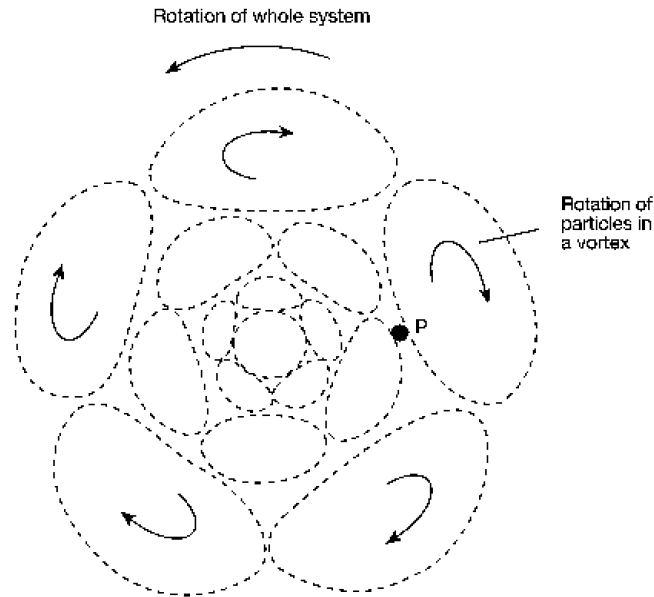 Rotation of whole system
Rotation of
particles in
a vortex
P